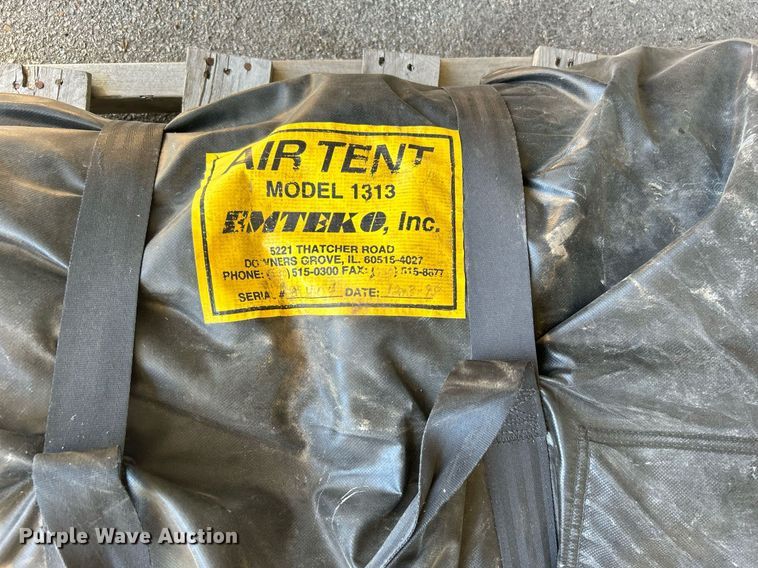 AIR TENT
MODEL 1313
EMTEKO, Inc.
5221 THATCHER ROAD
DOWNERS GROVE, IL. 60515-4027
PHONE: 515-0300 FAX: 515-8677
SERIAL # DATE:
Purple Wave Auction®